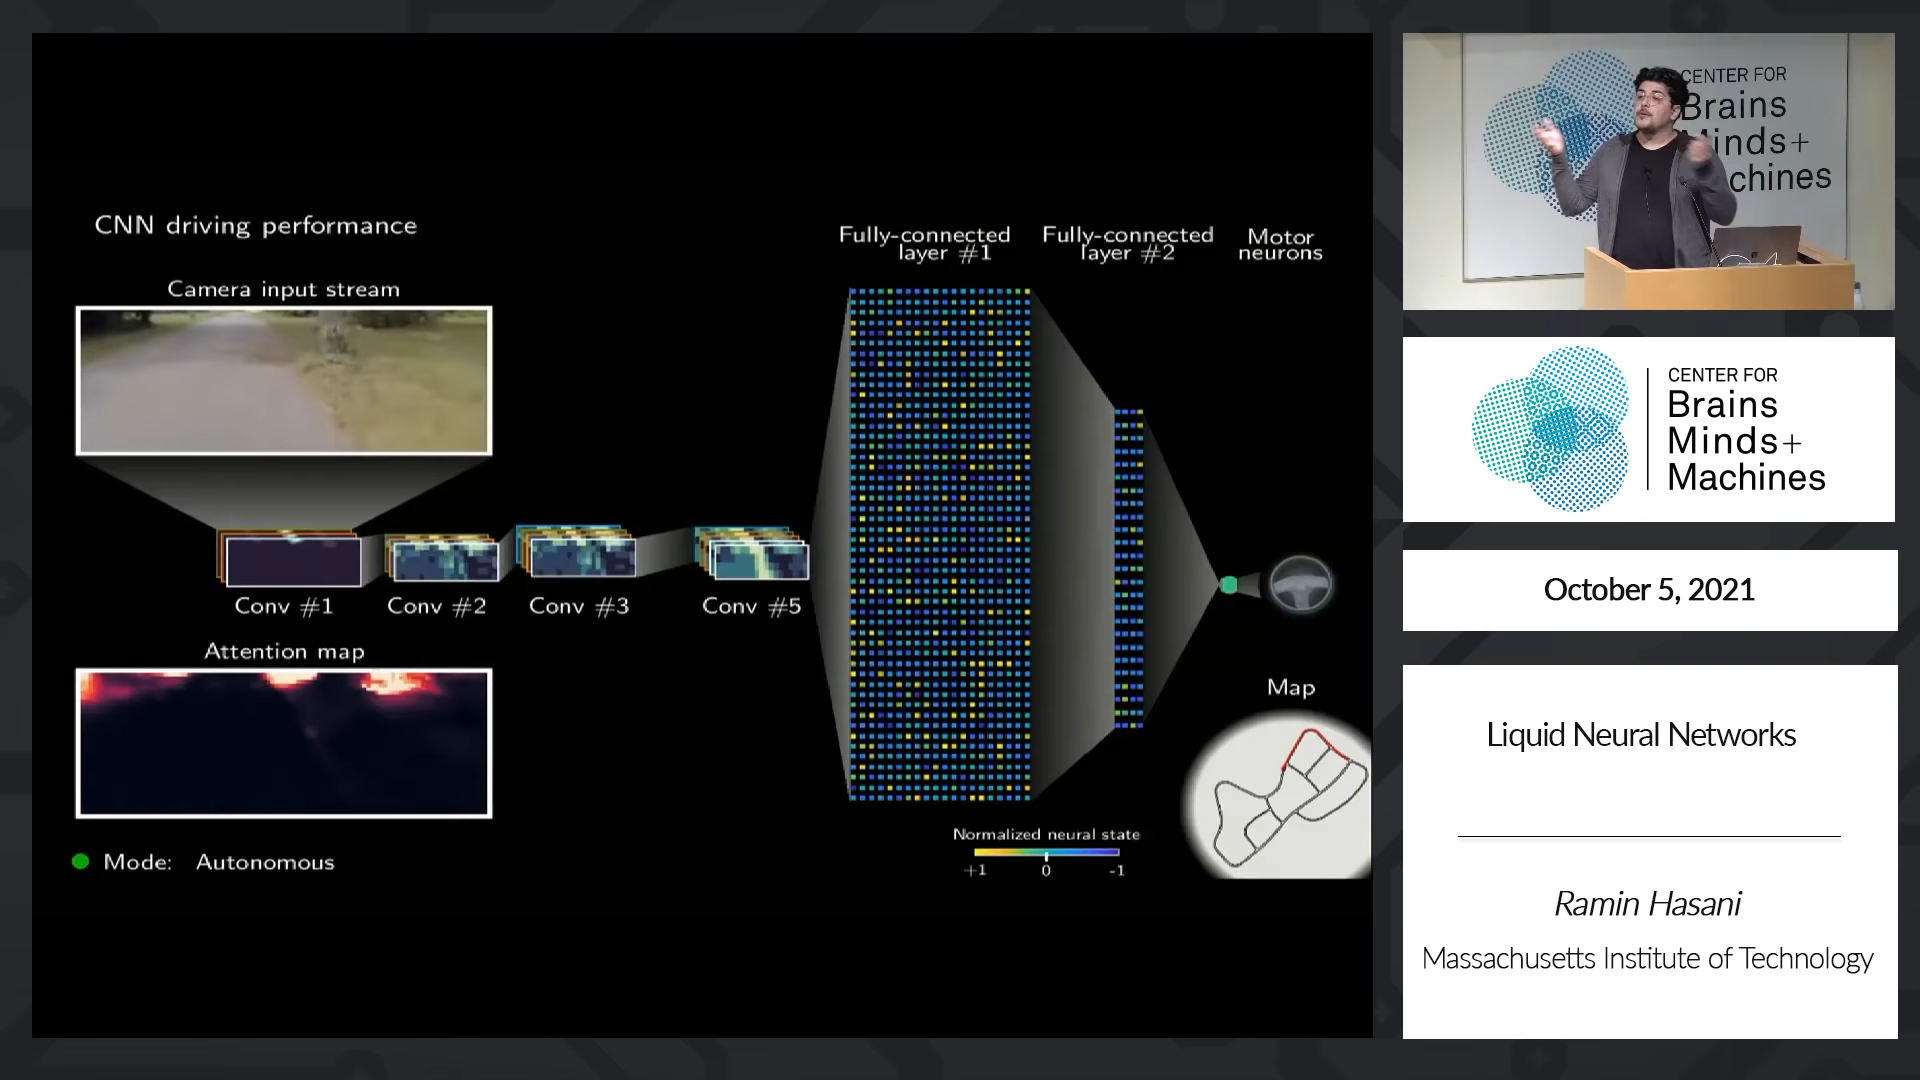 CNN driving performance
Camera input stream
Conv #1
Conv #2
Conv #3
Conv #5
Attention map
Mode: Autonomous
Fully-connected
layer #1
Fully-connected
layer #2
Motor
neurons
Normalized neural state
+1
0
-1
Map
CENTER FOR
Brains
Minds+
Machines
CENTER FOR
Brains
Minds+
Machines
October 5, 2021
Liquid Neural Networks
Ramin Hasani
Massachusetts Institute of Technology